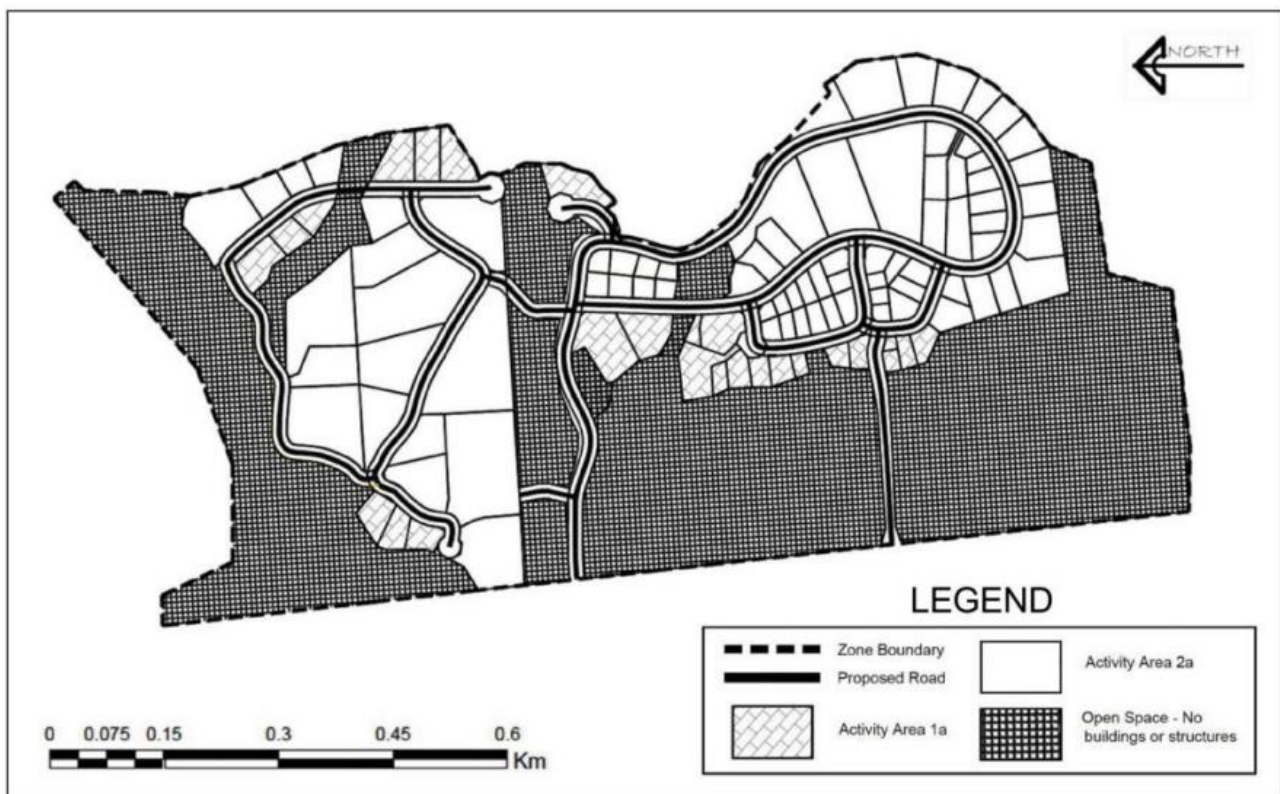 NORTH
LEGEND
Zone Boundary
Proposed Road
Activity Area 1a
Activity Area 2a
Open Space - No
buildings or structures
0 0.075 0.15 0.3 0.45 0.6
Km